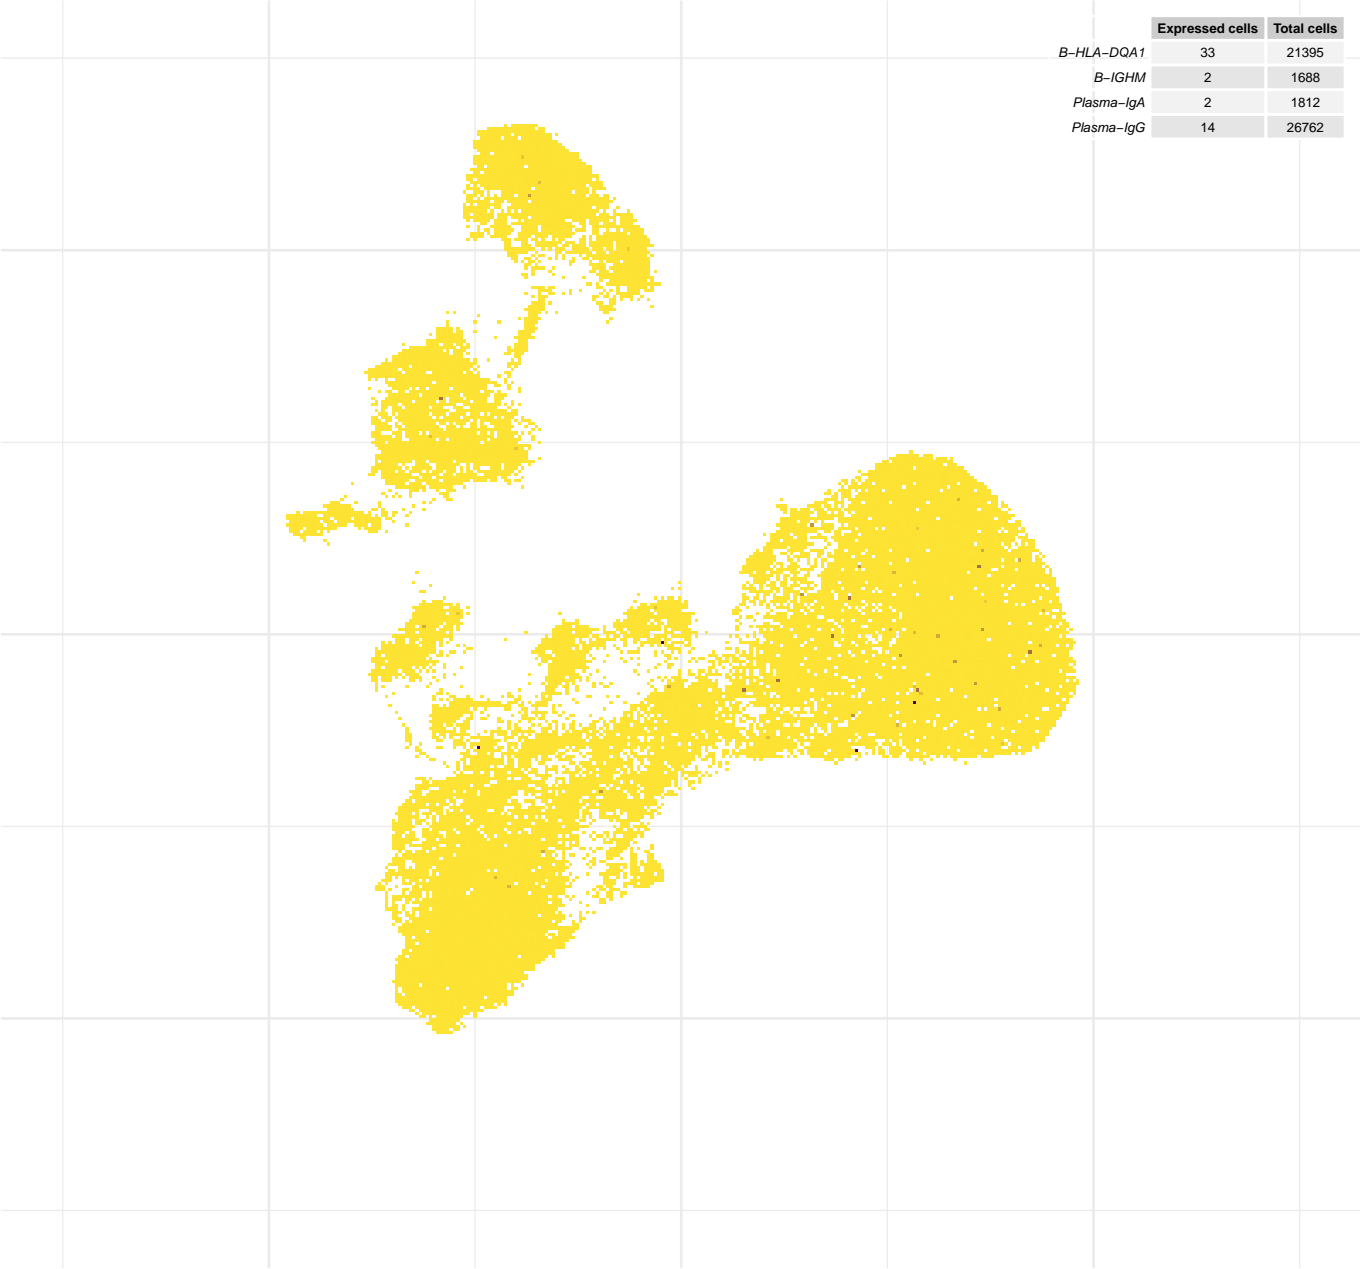 Expressed cells Total cells
B−HLA−DQA1 33 21395
B−IGHM 2 1688
Plasma−IgA 2 1812
Plasma−IgG 14 26762